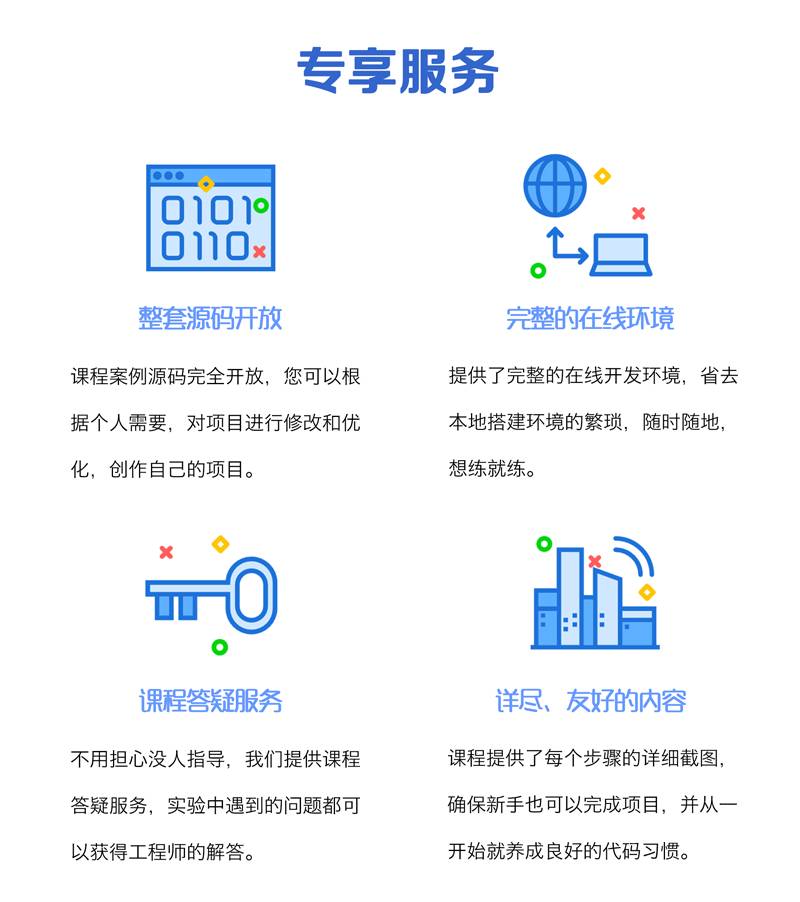 专享服务
0101
0110
整套源码开放
完整的在线环境
课程案例源码完全开放，您可以根
据个人需要，对项目进行修改和优
化，创作自己的项目。
提供了完整的在线开发环境，省去
本地搭建环境的繁琐，随时随地，
想练就练。
课程答疑服务
详尽、友好的内容
不用担心没人指导，我们提供课程
答疑服务，实验中遇到的问题都可
以获得工程师的解答。
课程提供了每个步骤的详细截图，
确保新手也可以完成项目，并从一
开始就养成良好的代码习惯。